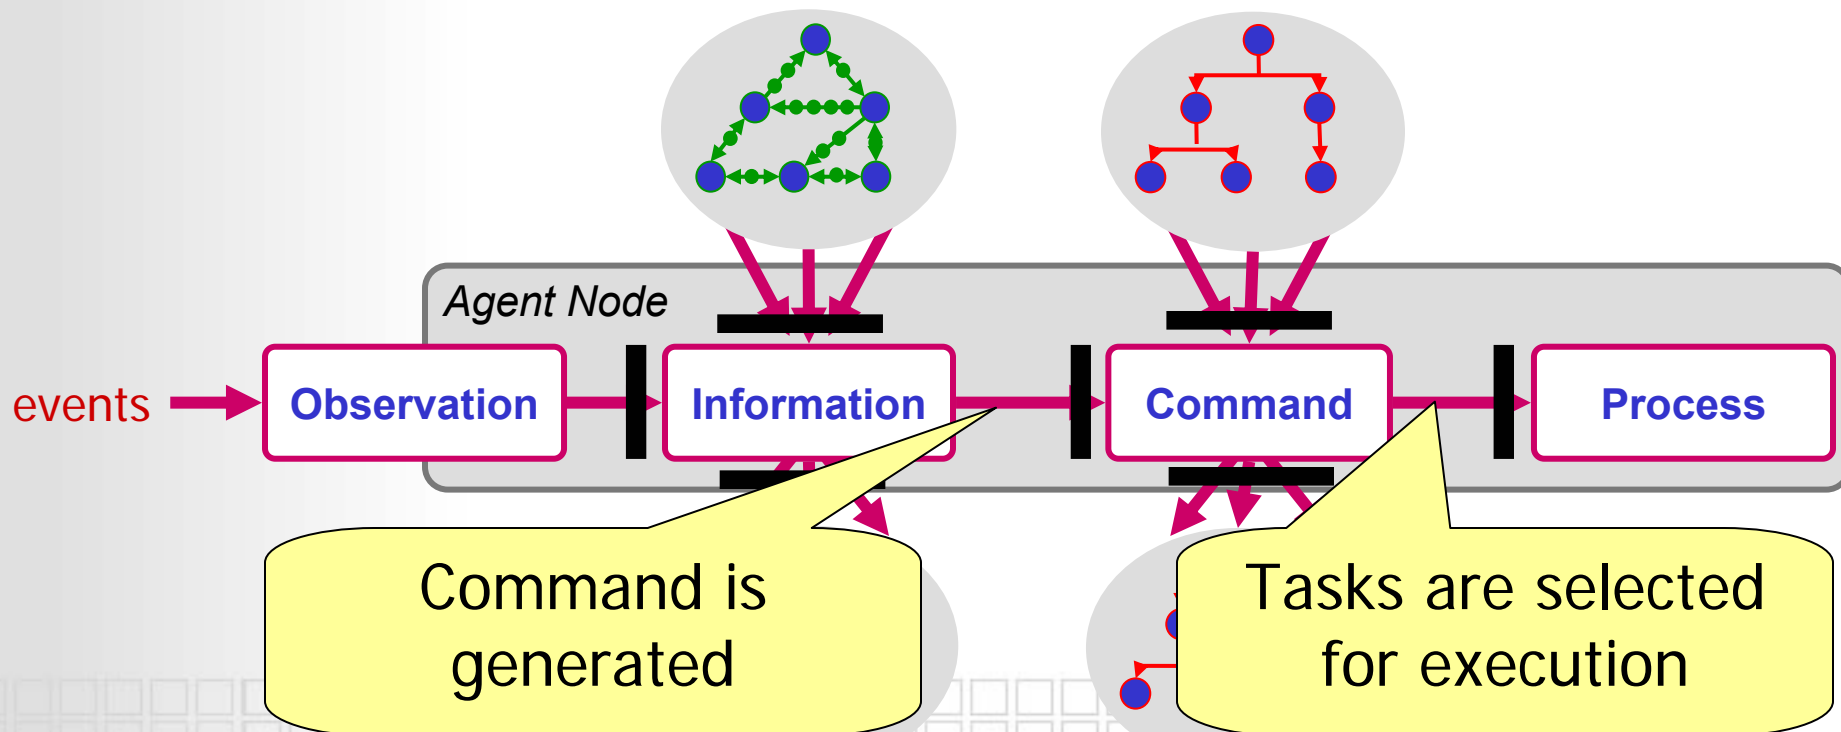 Agent Node
events
Observation
Information
Command
Process
Command is
generated
Tasks are selected
for execution